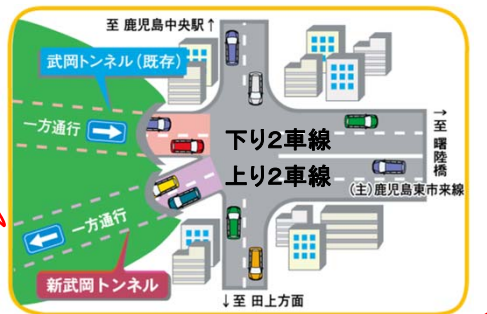 至 鹿児島中央駅↑
武岡トンネル(既存)
一方通行
下り2車線
上り2車線
→至 曙陸橋
(主)鹿児島東市来線
一方通行
新武岡トンネル
↓至 田上方面